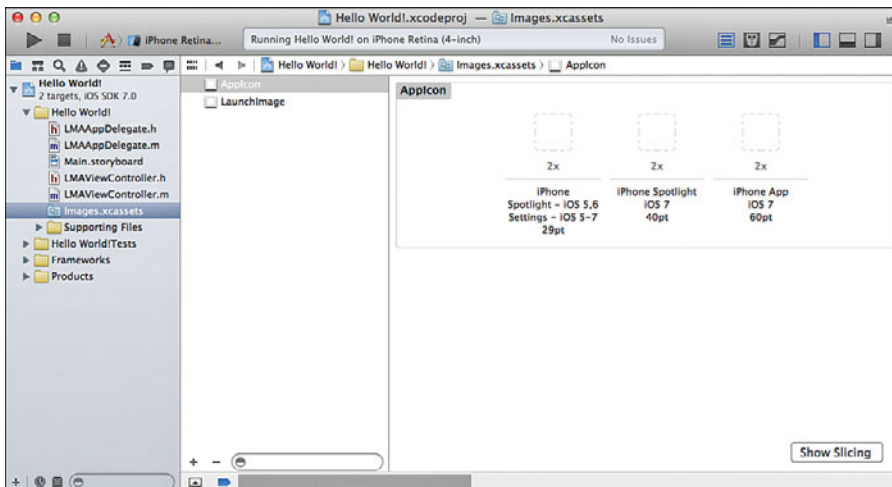 Hello World!.xcodeproj — Images.xcassets
iPhone Retina...
Running Hello World! on iPhone Retina (4-inch)
No Issues
Hello World!
2 targets, iOS SDK 7.0
Hello World!
LMAAppDelegate.h
LMAAppDelegate.m
Main.storyboard
LMAViewController.h
LMAViewController.m
Images.xcassets
Supporting Files
Hello World!Tests
Frameworks
Products
Hello World! Hello World! Images.xcassets AppIcon
AppIcon
LaunchImage
AppIcon
2x
iPhone
Spotlight – iOS 5,6
Settings – iOS 5–7
29pt
2x
iPhone Spotlight
iOS 7
40pt
2x
iPhone App
iOS 7
60pt
Show Slicing